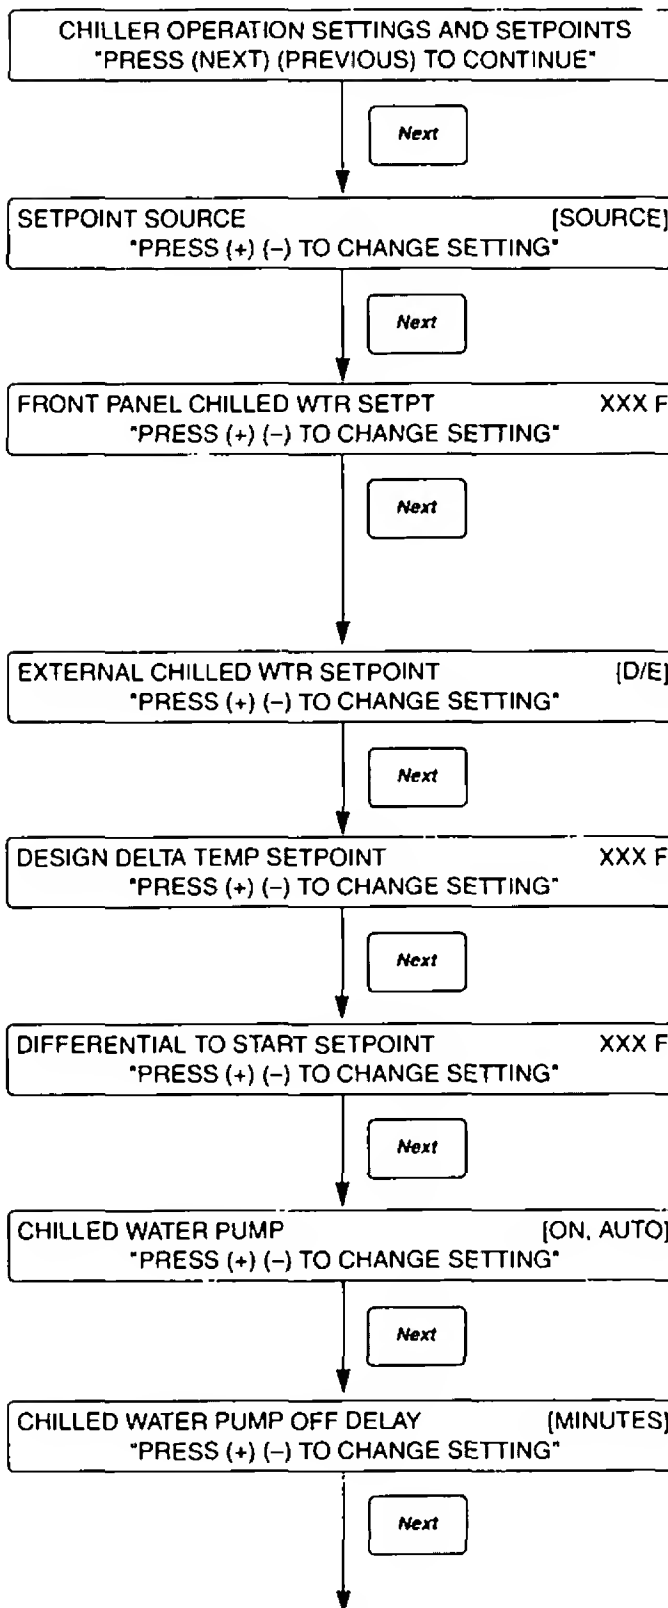 CHILLER OPERATION SETTINGS AND SETPOINTS
"PRESS (NEXT) (PREVIOUS) TO CONTINUE"
Next
SETPOINT SOURCE [SOURCE]
"PRESS (+) (–) TO CHANGE SETTING"
Next
FRONT PANEL CHILLED WTR SETPT XXX F
"PRESS (+) (–) TO CHANGE SETTING"
Next
EXTERNAL CHILLED WTR SETPOINT [D/E]
"PRESS (+) (–) TO CHANGE SETTING"
Next
DESIGN DELTA TEMP SETPOINT XXX F
"PRESS (+) (–) TO CHANGE SETTING"
Next
DIFFERENTIAL TO START SETPOINT XXX F
"PRESS (+) (–) TO CHANGE SETTING"
Next
CHILLED WATER PUMP [ON, AUTO]
"PRESS (+) (–) TO CHANGE SETTING"
Next
CHILLED WATER PUMP OFF DELAY [MINUTES]
"PRESS (+) (–) TO CHANGE SETTING"
Next